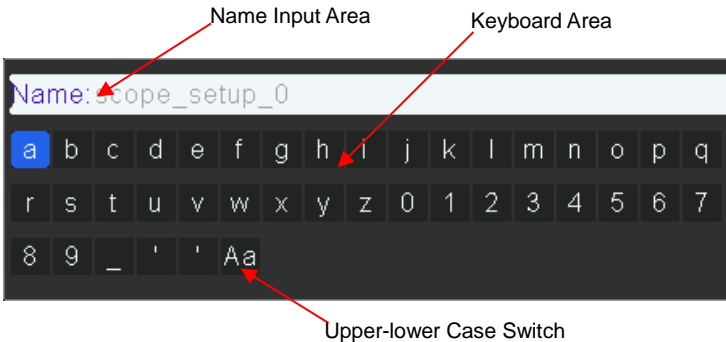 Name Input Area
Keyboard Area
Name:scope_setup_0
a b c d e f g h i j k l m n o p q
r s t u v w x y z 0 1 2 3 4 5 6 7
8 9 _ ' ' Aa
Upper-lower Case Switch